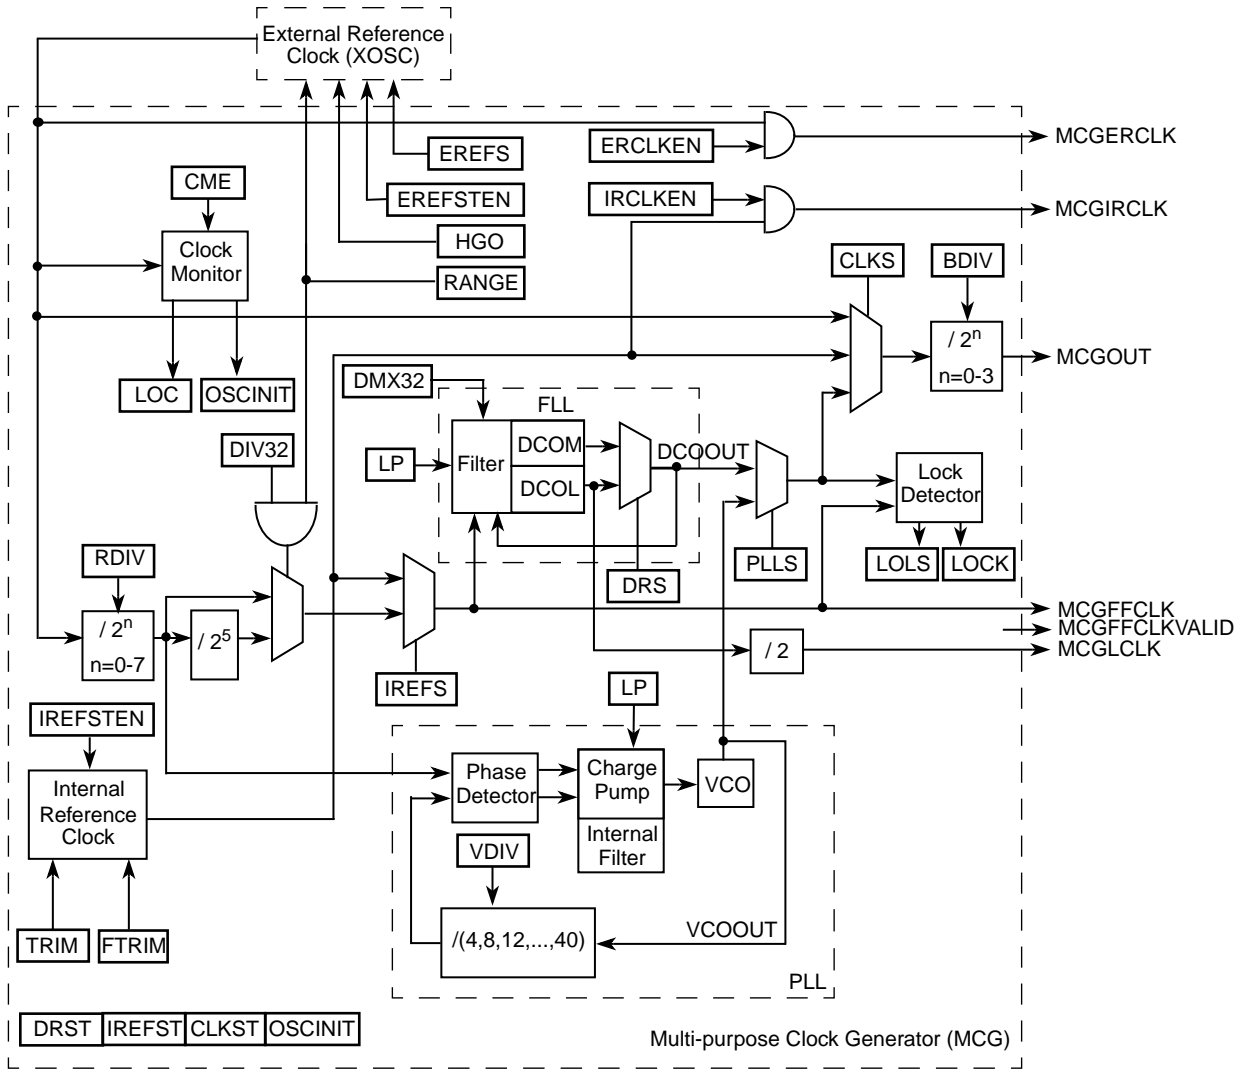 External Reference
Clock (XOSC)
MCGERCLK
ERCLKEN
EREFS
CME
IRCLKEN
EREFSTEN
MCGIRCLK
HGO
Clock
Monitor
CLKS
BDIV
RANGE
/ 2n
n=0-3
MCGOUT
LOC
OSCINIT
DMX32
FLL
DIV32
LP
Filter
DCOM
DCOL
DCOOUT
Lock
Detector
RDIV
DRS
PLLS
LOLS
LOCK
MCGFFCLK
MCGFFCLKVALID
MCGLCLK
/ 2n
n=0-7
/ 25
/ 2
IREFS
LP
IREFSTEN
Internal
Reference
Clock
Phase
Detector
Charge
Pump
VCO
Internal
Filter
VDIV
TRIM
FTRIM
/(4,8,12,...,40)
VCOOUT
PLL
DRST
IREFST
CLKST
OSCINIT
Multi-purpose Clock Generator (MCG)